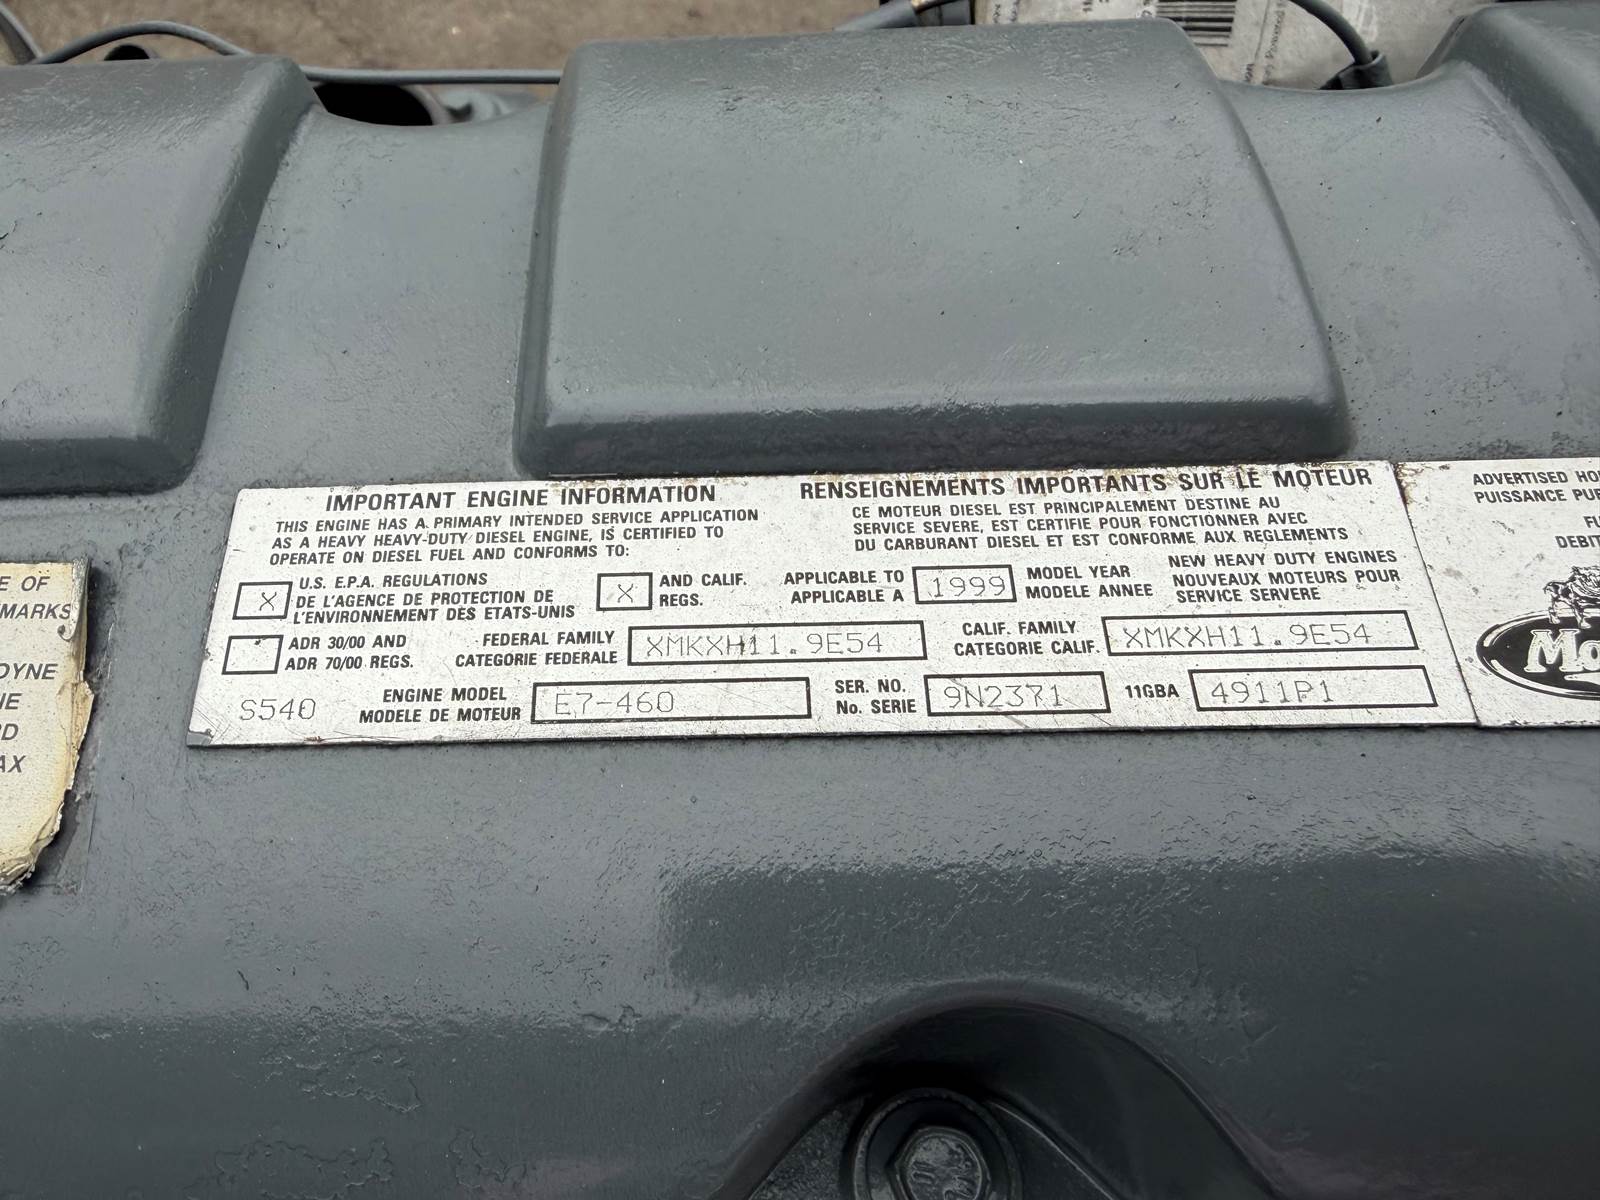 E OF
MARKS
DYNE
NE
RD
AX
IMPORTANT ENGINE INFORMATION
THIS ENGINE HAS A PRIMARY INTENDED SERVICE APPLICATION
AS A HEAVY HEAVY-DUTY DIESEL ENGINE, IS CERTIFIED TO
OPERATE ON DIESEL FUEL AND CONFORMS TO:
RENSEIGNEMENTS IMPORTANTS SUR LE MOTEUR
CE MOTEUR DIESEL EST PRINCIPALEMENT DESTINE AU
SERVICE SEVERE, EST CERTIFIE POUR FONCTIONNER AVEC
DU CARBURANT DIESEL ET EST CONFORME AUX REGLEMENTS
X U.S. E.P.A. REGULATIONS
DE L'AGENCE DE PROTECTION DE
L'ENVIRONNEMENT DES ETATS-UNIS
X AND CALIF.
REGS.
APPLICABLE TO
APPLICABLE A
1999
MODEL YEAR
MODELE ANNEE
NEW HEAVY DUTY ENGINES
NOUVEAUX MOTEURS POUR
SERVICE SERVERE
ADR 30/00 AND
ADR 70/00 REGS.
FEDERAL FAMILY
CATEGORIE FEDERALE
XMKXH11.9E54
CALIF. FAMILY
CATEGORIE CALIF.
XMKXH11.9E54
S540
ENGINE MODEL
MODELE DE MOTEUR
E7-460
SER. NO.
No. SERIE
9N2371
11GBA
4911P1
ADVERTISED HO
PUISSANCE PU
FU
DEBIT
Ma